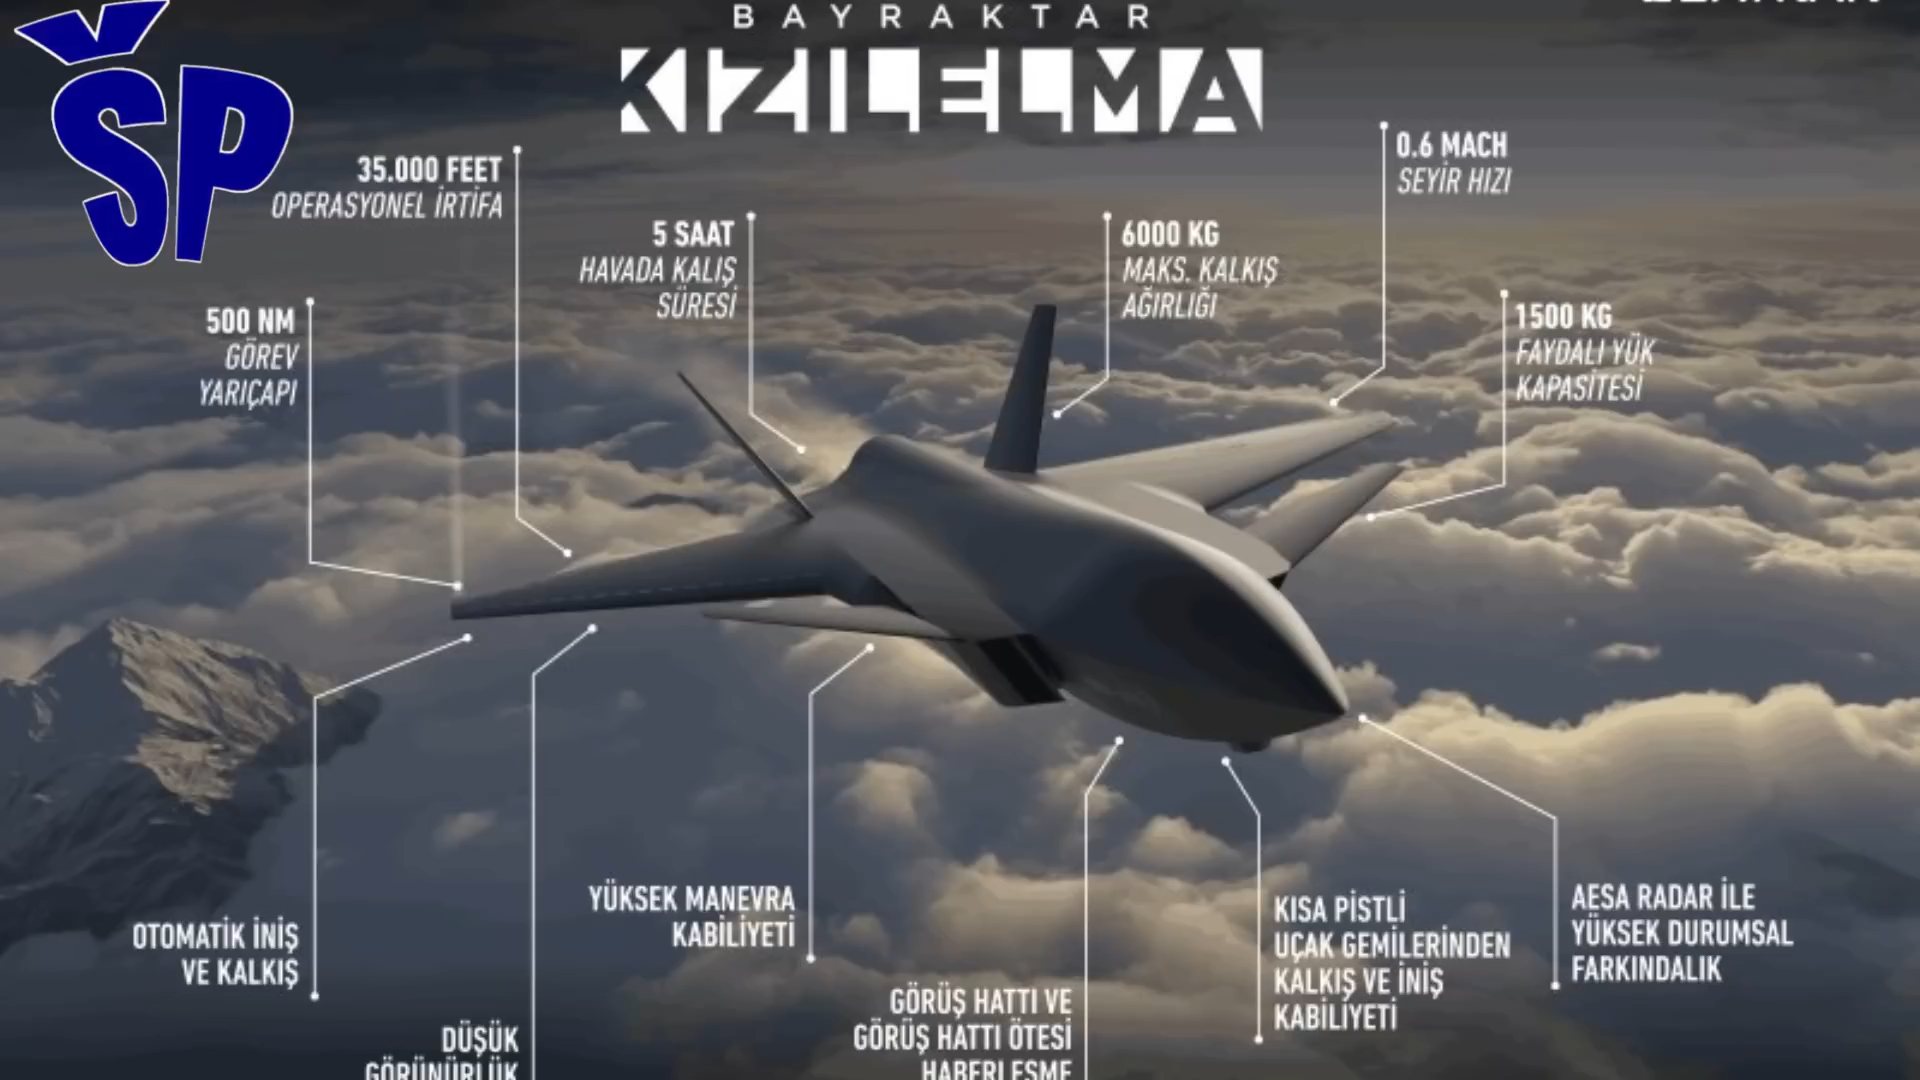 BAYRAKTAR
KIZILELMA
ŠP
35.000 FEET
OPERASYONEL İRTİFA
0.6 MACH
SEYİR HIZI
5 SAAT
HAVADA KALIŞ
SÜRESİ
6000 KG
MAKS. KALKIŞ
AĞIRLIĞI
500 NM
GÖREV
YARIÇAPI
1500 KG
FAYDALI YÜK
KAPASİTESİ
OTOMATİK İNİŞ
VE KALKIŞ
DÜŞÜK
GÖRÜNÜRLÜK
YÜKSEK MANEVRA
KABİLİYETİ
GÖRÜŞ HATTI VE
GÖRÜŞ HATTI ÖTESİ
HABERLEŞME
KISA PİSTLİ
UÇAK GEMİLERİNDEN
KALKIŞ VE İNİŞ
KABİLİYETİ
AESA RADAR İLE
YÜKSEK DURUMSAL
FARKINDALIK